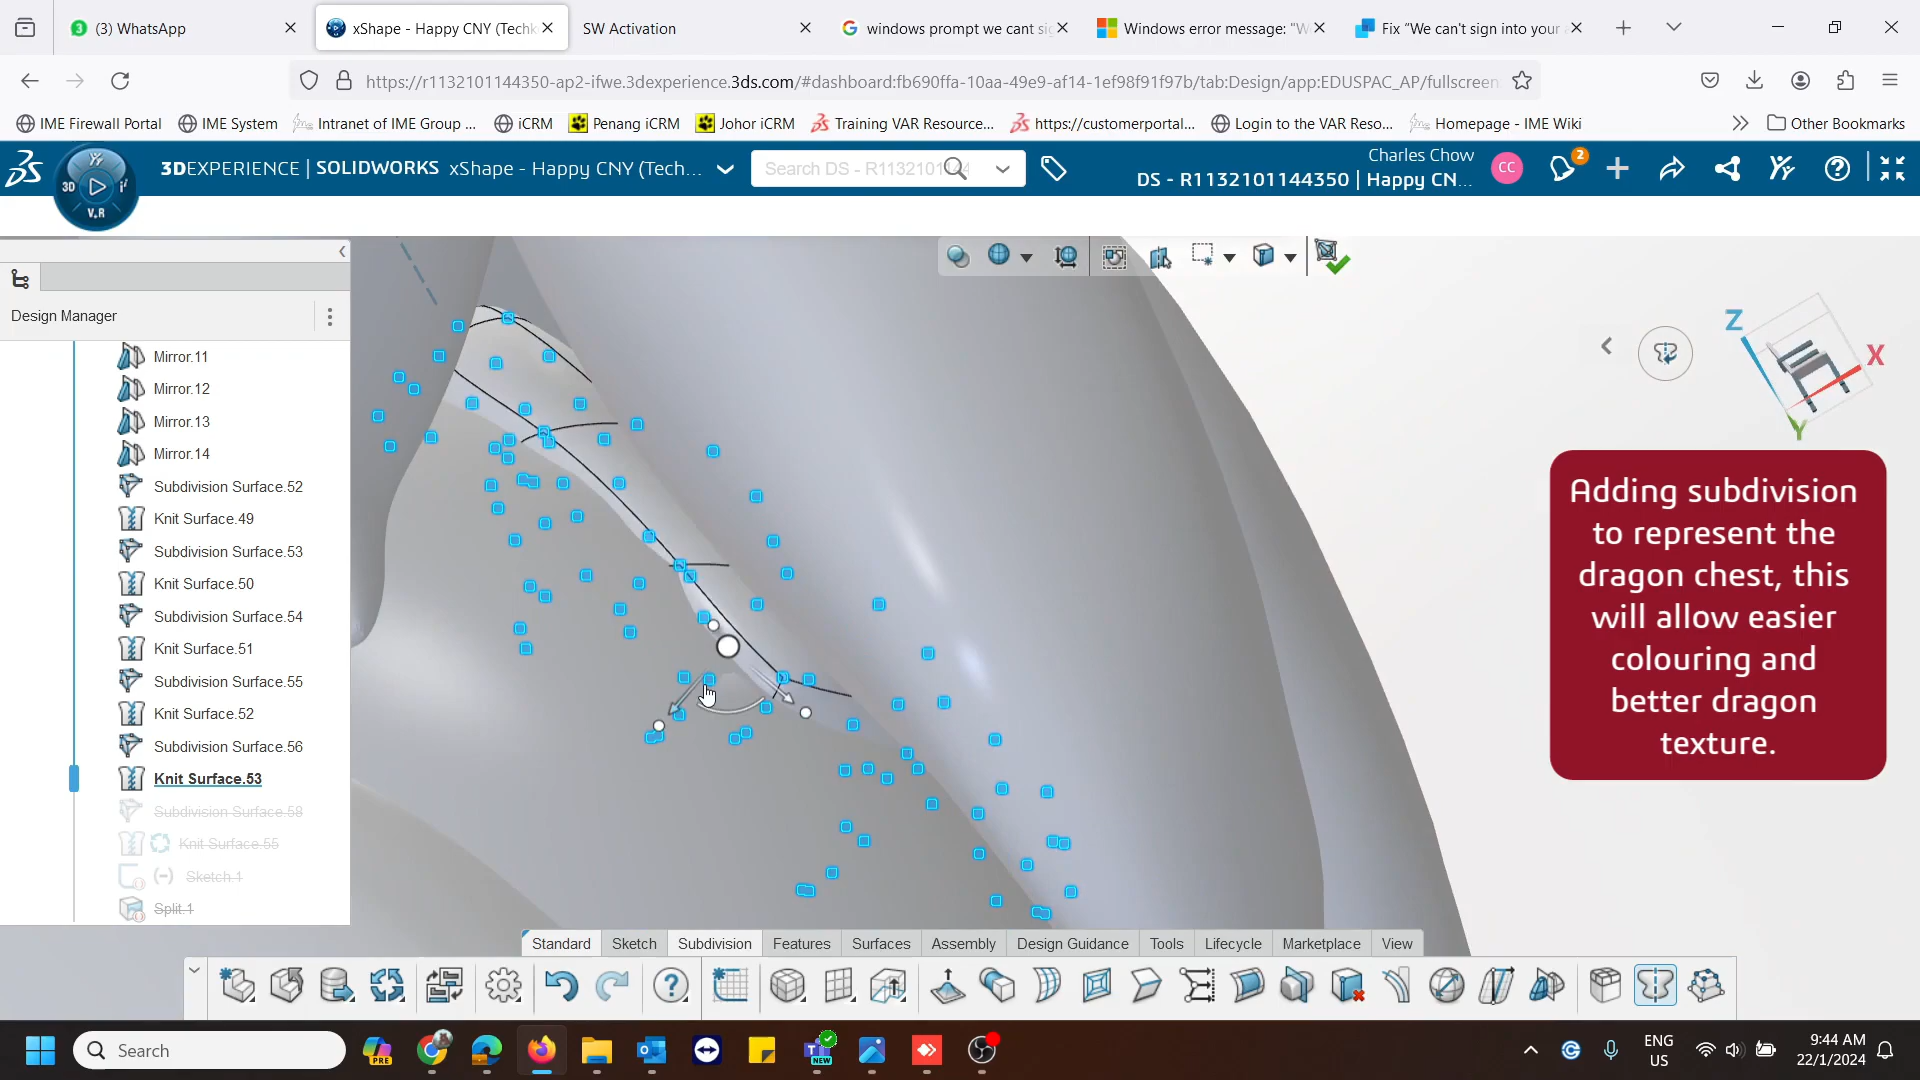 (3) WhatsApp
xShape - Happy CNY (Techk
SW Activation
windows prompt we cant si
Windows error message: "W
Fix "We can't sign into your
https://r1132101144350-ap2-ifwe.3dexperience.3ds.com/#dashboard:fb690ffa-10aa-49e9-af14-1ef98f91f97b/tab:Design/app:EDUSPAC_AP/fullscreen
IME Firewall Portal
IME System
Intranet of IME Group ...
iCRM
Penang iCRM
Johor iCRM
Training VAR Resource...
https://customerportal...
Login to the VAR Reso...
Homepage - IME Wiki
Other Bookmarks
3D
V.R
3DEXPERIENCE | SOLIDWORKS xShape - Happy CNY (Tech...
Search DS - R1132101144
Charles Chow
DS - R1132101144350 | Happy CN...
CC
2
Design Manager
Mirror.11
Mirror.12
Mirror.13
Mirror.14
Subdivision Surface.52
Knit Surface.49
Subdivision Surface.53
Knit Surface.50
Subdivision Surface.54
Knit Surface.51
Subdivision Surface.55
Knit Surface.52
Subdivision Surface.56
Knit Surface.53
Subdivision Surface.58
Knit Surface.55
(-) Sketch.1
Split.1
Z
X
Y
Adding subdivision
to represent the
dragon chest, this
will allow easier
colouring and
better dragon
texture.
Standard
Sketch
Subdivision
Features
Surfaces
Assembly
Design Guidance
Tools
Lifecycle
Marketplace
View
Search
PRE
NEW
ENG
US
9:44 AM
22/1/2024